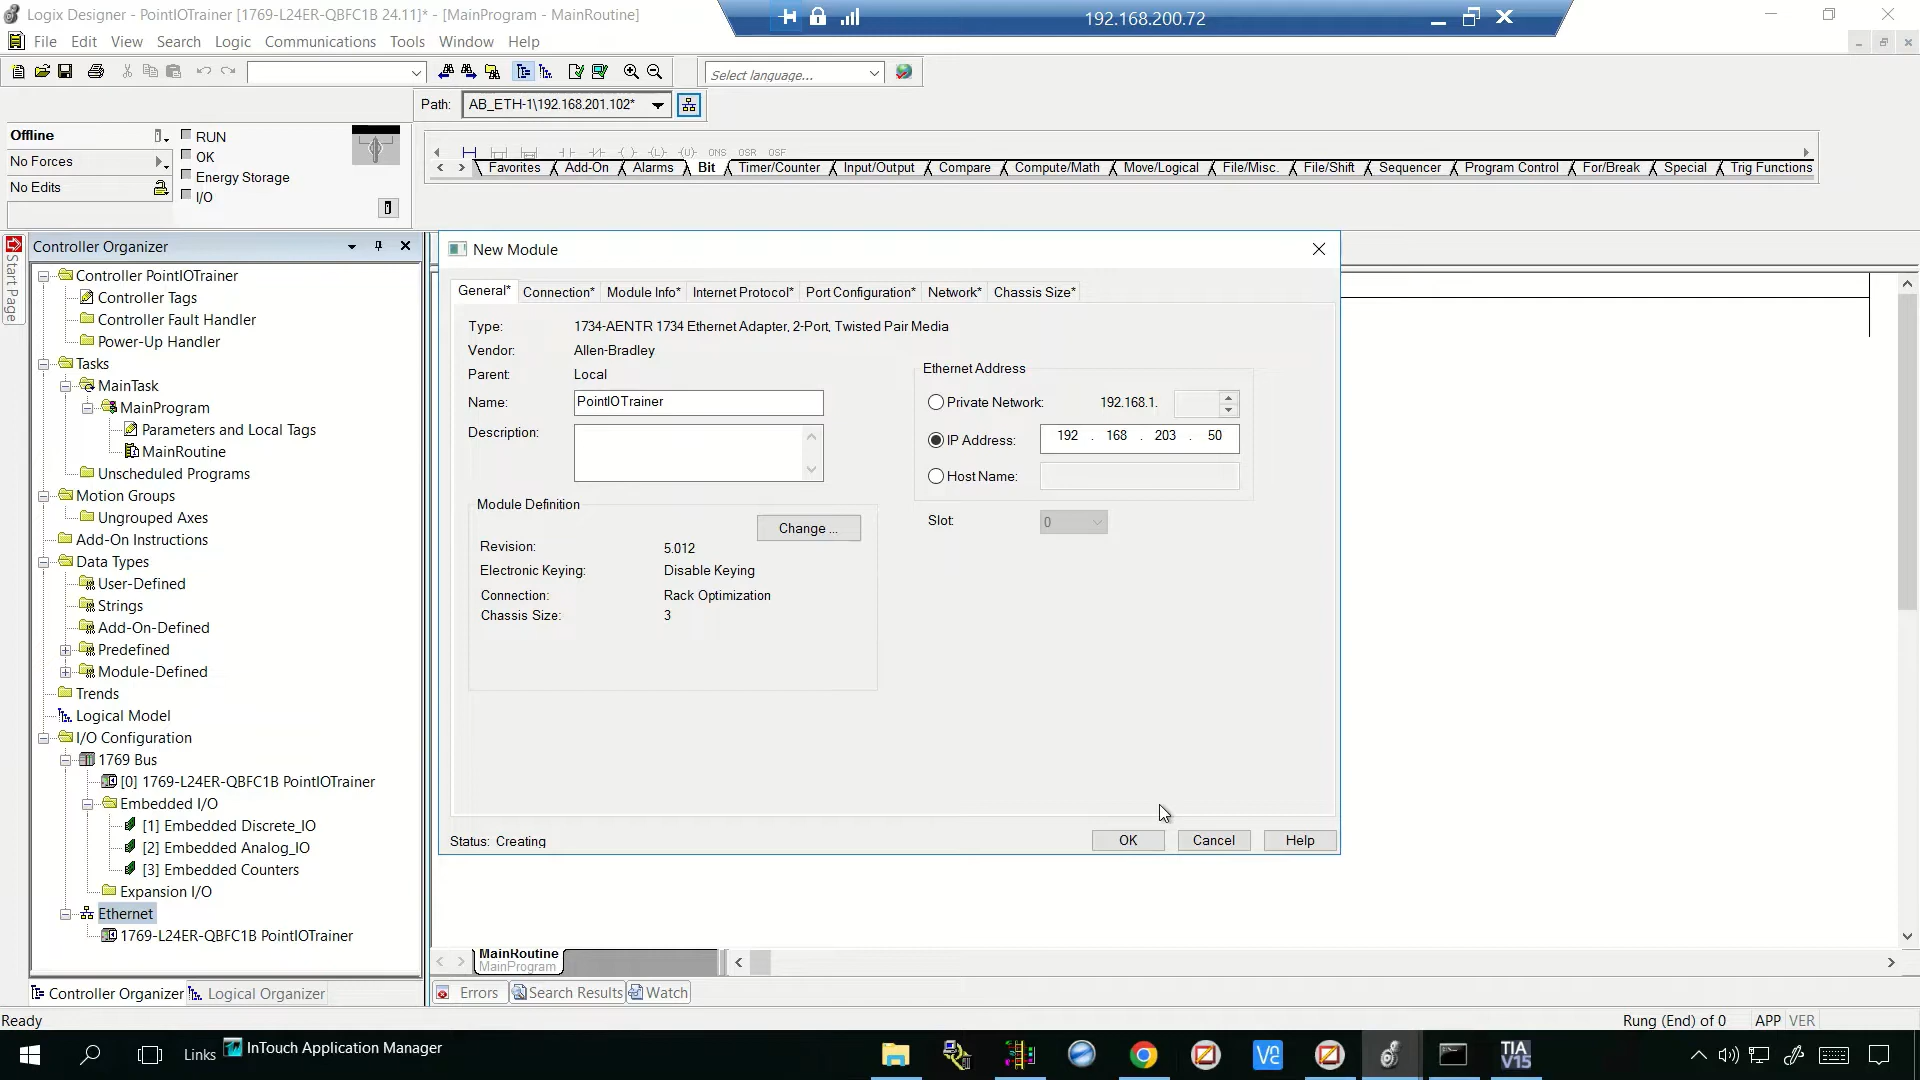 Logix Designer - PointIOTrainer [1769-L24ER-QBFC1B 24.11]* - [MainProgram - MainRoutine]
192.168.200.72
File Edit View Search Logic Communications Tools Window Help
Select language...
Path: AB_ETH-1\192.168.201.102*
Offline
No Forces
No Edits
RUN
OK
Energy Storage
I/O
(L) (U) ONS OSR OSF
Favorites Add-On Alarms Bit Timer/Counter Input/Output Compare Compute/Math Move/Logical File/Misc. File/Shift Sequencer Program Control For/Break Special Trig Functions
Start Page
Controller Organizer
Controller PointIOTrainer
Controller Tags
Controller Fault Handler
Power-Up Handler
Tasks
MainTask
MainProgram
Parameters and Local Tags
MainRoutine
Unscheduled Programs
Motion Groups
Ungrouped Axes
Add-On Instructions
Data Types
User-Defined
Strings
Add-On-Defined
Predefined
Module-Defined
Trends
Logical Model
I/O Configuration
1769 Bus
[0] 1769-L24ER-QBFC1B PointIOTrainer
Embedded I/O
[1] Embedded Discrete_IO
[2] Embedded Analog_IO
[3] Embedded Counters
Expansion I/O
Ethernet
1769-L24ER-QBFC1B PointIOTrainer
Controller Organizer Logical Organizer
New Module
General* Connection* Module Info* Internet Protocol* Port Configuration* Network* Chassis Size*
Type: 1734-AENTR 1734 Ethernet Adapter, 2-Port, Twisted Pair Media
Vendor: Allen-Bradley
Parent: Local
Name: PointIOTrainer
Description:
Ethernet Address
Private Network: 192.168.1.
IP Address: 192 . 168 . 203 . 50
Host Name:
Slot: 0
Module Definition
Change ...
Revision: 5.012
Electronic Keying: Disable Keying
Connection: Rack Optimization
Chassis Size: 3
Status: Creating
OK Cancel Help
MainRoutine
MainProgram
Errors Search Results Watch
Ready
Rung (End) of 0 APP VER
Links InTouch Application Manager
TIA
V15